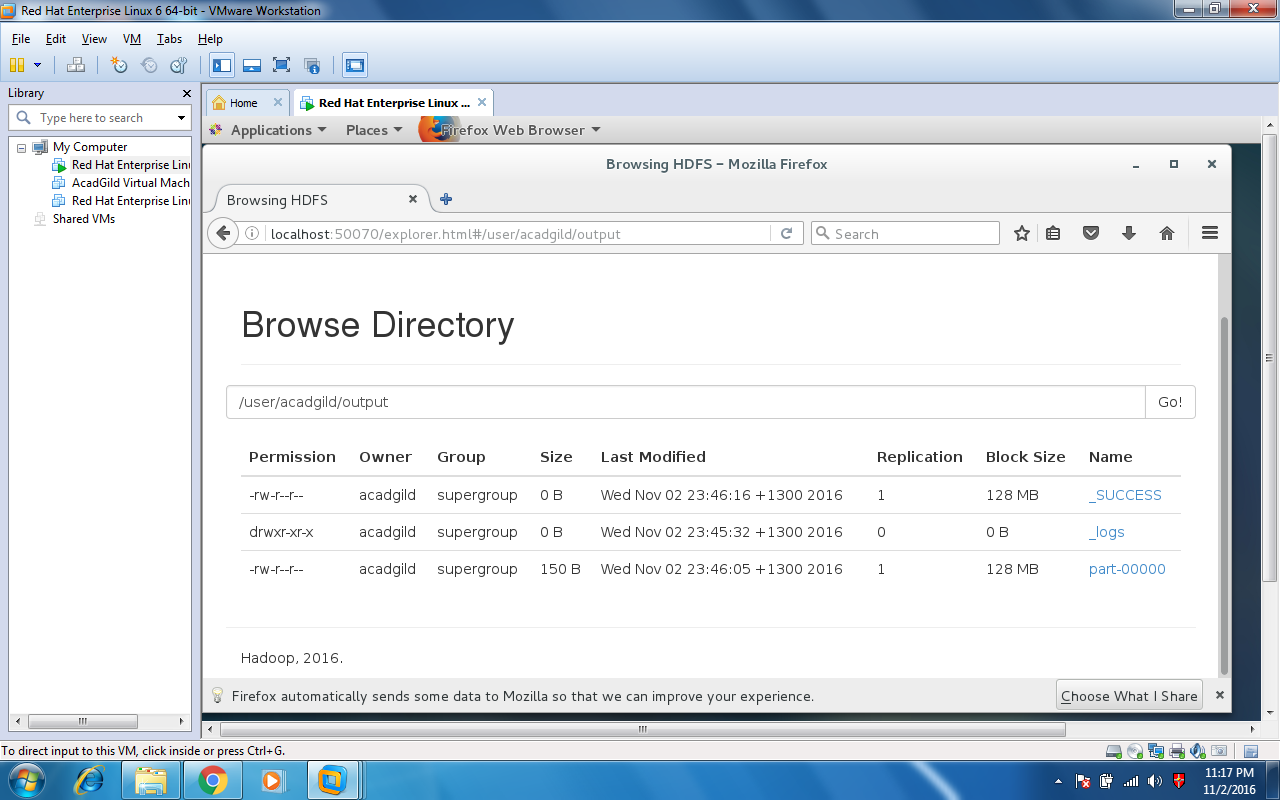 Red Hat Enterprise Linux 6 64-bit - VMware Workstation
File Edit View VM Tabs Help
Library
Type here to search
My Computer
Red Hat Enterprise Linu
AcadGild Virtual Mach
Red Hat Enterprise Linu
Shared VMs
Home
Red Hat Enterprise Linux ...
Applications Places Firefox Web Browser
Browsing HDFS - Mozilla Firefox
Browsing HDFS
localhost:50070/explorer.html#/user/acadgild/output
Search
Browse Directory
/user/acadgild/output
Go!
Permission Owner Group Size Last Modified Replication Block Size Name
-rw-r--r-- acadgild supergroup 0 B Wed Nov 02 23:46:16 +1300 2016 1 128 MB _SUCCESS
drwxr-xr-x acadgild supergroup 0 B Wed Nov 02 23:45:32 +1300 2016 0 0 B _logs
-rw-r--r-- acadgild supergroup 150 B Wed Nov 02 23:46:05 +1300 2016 1 128 MB part-00000
Hadoop, 2016.
Firefox automatically sends some data to Mozilla so that we can improve your experience.
Choose What I Share
To direct input to this VM, click inside or press Ctrl+G.
11:17 PM
11/2/2016